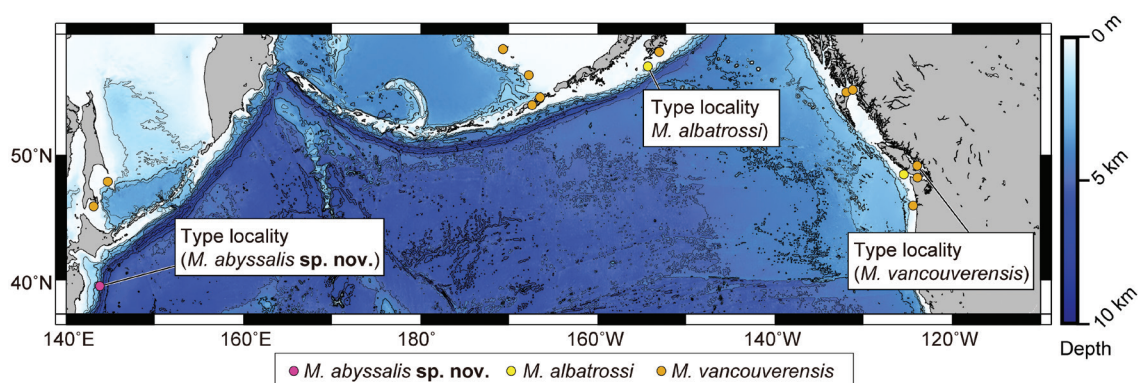 0 m
Type locality
M. albatrossi)
50°N
5 km
Type locality
(M. abyssalis sp. nov.)
Type locality
(M. vancouverensis)
40°N
10 km
140°E
160°E
180°
160°W
140°W
120°W
Depth
M. abyssalis sp. nov.
M. albatrossi
M. vancouverensis